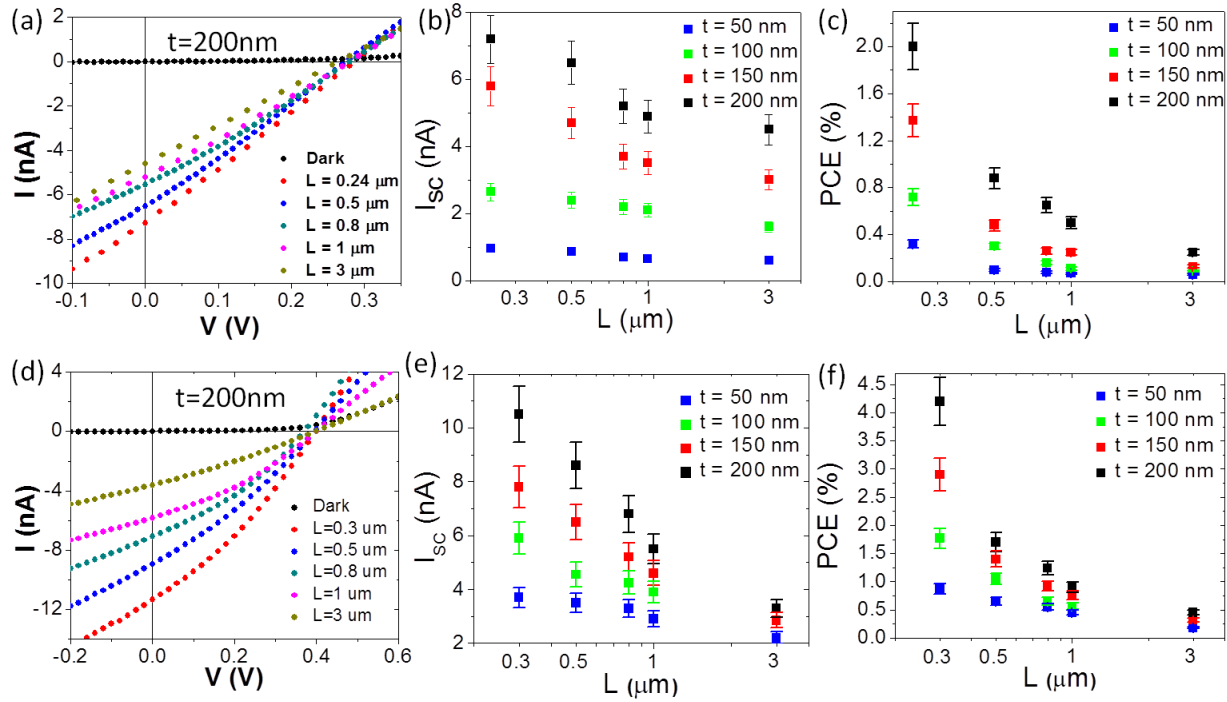 (a)
t=200nm
I (nA)
2
0
-2
-4
-6
-8
-10
Dark
L = 0.24 μm
L = 0.5 μm
L = 0.8 μm
L = 1 μm
L = 3 μm
-0.1 0.0 0.1 0.2 0.3
V (V)
(b)
I_SC (nA)
8
6
4
2
0
t = 50 nm
t = 100 nm
t = 150 nm
t = 200 nm
0.3 0.5 1 3
L (μm)
(c)
PCE (%)
2.0
1.6
1.2
0.8
0.4
0.0
t = 50 nm
t = 100 nm
t = 150 nm
t = 200 nm
0.3 0.5 1 3
L (μm)
(d)
t=200nm
I (nA)
4
0
-4
-8
-12
Dark
L=0.3 um
L=0.5 um
L=0.8 um
L=1 um
L=3 um
-0.2 0.0 0.2 0.4 0.6
V (V)
(e)
I_SC (nA)
12
10
8
6
4
2
t = 50 nm
t = 100 nm
t = 150 nm
t = 200 nm
0.3 0.5 1 3
L (μm)
(f)
PCE (%)
4.5
4.0
3.5
3.0
2.5
2.0
1.5
1.0
0.5
0.0
t = 50 nm
t = 100 nm
t = 150 nm
t = 200 nm
0.3 0.5 1 3
L (μm)